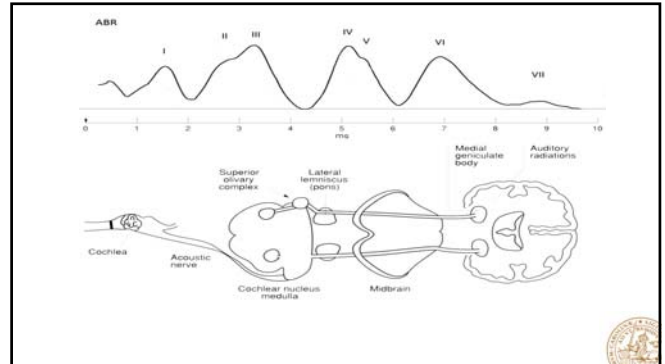 ABR
I
II
III
IV
V
VI
VII
0 1 2 3 4 5 6 7 8 9 10
ms
Superior
olivary
complex
Lateral
lemniscus
(pons)
Medial
geniculate
body
Auditory
radiations
Cochlea
Acoustic
nerve
Cochlear nucleus
medulla
Midbrain